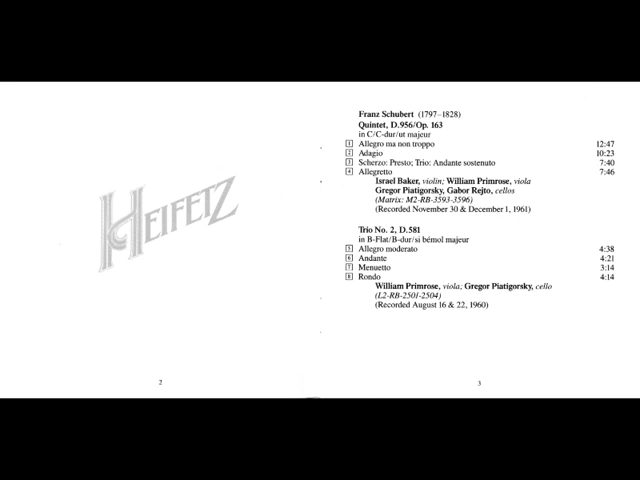 HEIFETZ
2
Franz Schubert (1797–1828)
Quintet, D.956/Op. 163
in C/C-dur/ut majeur
1 Allegro ma non troppo 12:47
2 Adagio 10:23
3 Scherzo: Presto; Trio: Andante sostenuto 7:40
4 Allegretto 7:46
Israel Baker, violin; William Primrose, viola
Gregor Piatigorsky, Gabor Rejto, cellos
(Matrix: M2-RB-3593-3596)
(Recorded November 30 & December 1, 1961)
Trio No. 2, D.581
in B-Flat/B-dur/si bémol majeur
5 Allegro moderato 4:38
6 Andante 4:21
7 Menuetto 3:14
8 Rondo 4:14
William Primrose, viola; Gregor Piatigorsky, cello
(L2-RB-2501-2504)
(Recorded August 16 & 22, 1960)
3